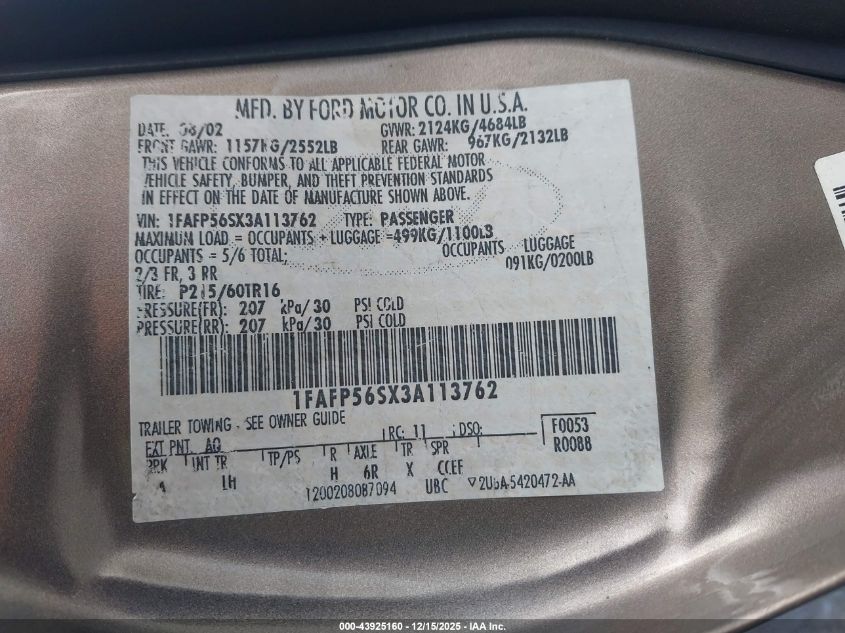 MFD. BY FORD MOTOR CO. IN U.S.A.
DATE: 08/02 GVWR: 2124KG/4684LB
FRONT GAWR: 1157KG/2552LB REAR GAWR: 967KG/2132LB
THIS VEHICLE CONFORMS TO ALL APPLICABLE FEDERAL MOTOR
VEHICLE SAFETY, BUMPER, AND THEFT PREVENTION STANDARDS
IN EFFECT ON THE DATE OF MANUFACTURE SHOWN ABOVE.
VIN: 1FAFP56SX3A113762 TYPE: PASSENGER
MAXIMUM LOAD = OCCUPANTS + LUGGAGE =499KG/1100LB
OCCUPANTS = 5/6 TOTAL; OCCUPANTS LUGGAGE
2/3 FR, 3 RR 091KG/0200LB
TIRE: P215/60TR16
PRESSURE(FR): 207 kPa/30 PSI COLD
PRESSURE(RR): 207 kPa/30 PSI COLD
1FAFP56SX3A113762
TRAILER TOWING - SEE OWNER GUIDE
EXT PNT: AQ RC: 11 DSO: F0053
BRK INT TR TP/PS R AXLE TR SPR R0088
4 LH H 6R X CCEF
1200208087094 UBC 2U5A-5420472-AA
000-43925160 - 12/15/2025 - IAA Inc.